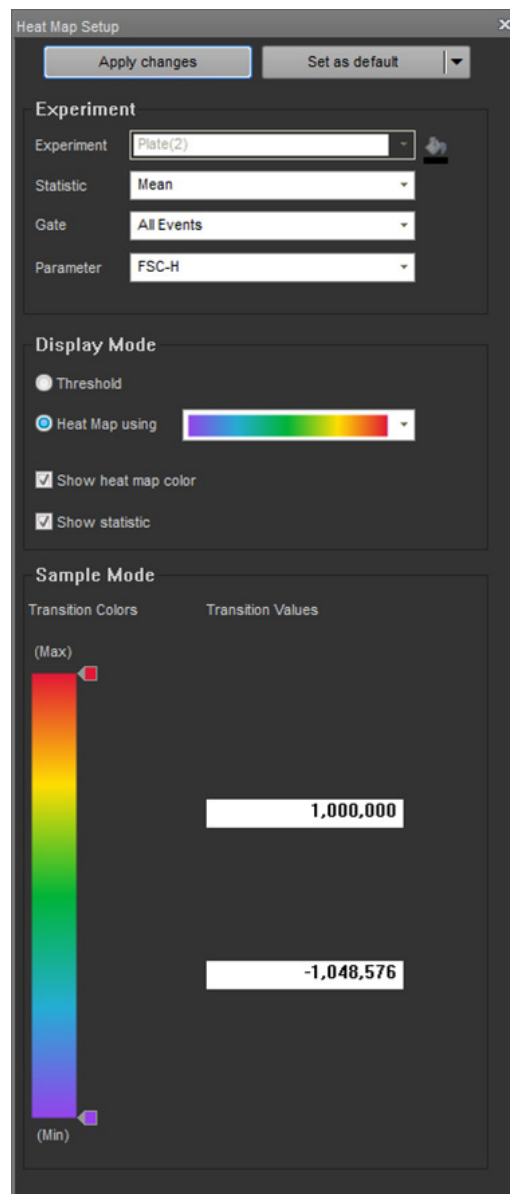 Heat Map Setup
Apply changes
Set as default
Experiment
Experiment Plate(2)
Statistic Mean
Gate All Events
Parameter FSC-H
Display Mode
Threshold
Heat Map using
Show heat map color
Show statistic
Sample Mode
Transition Colors Transition Values
(Max)
1,000,000
-1,048,576
(Min)